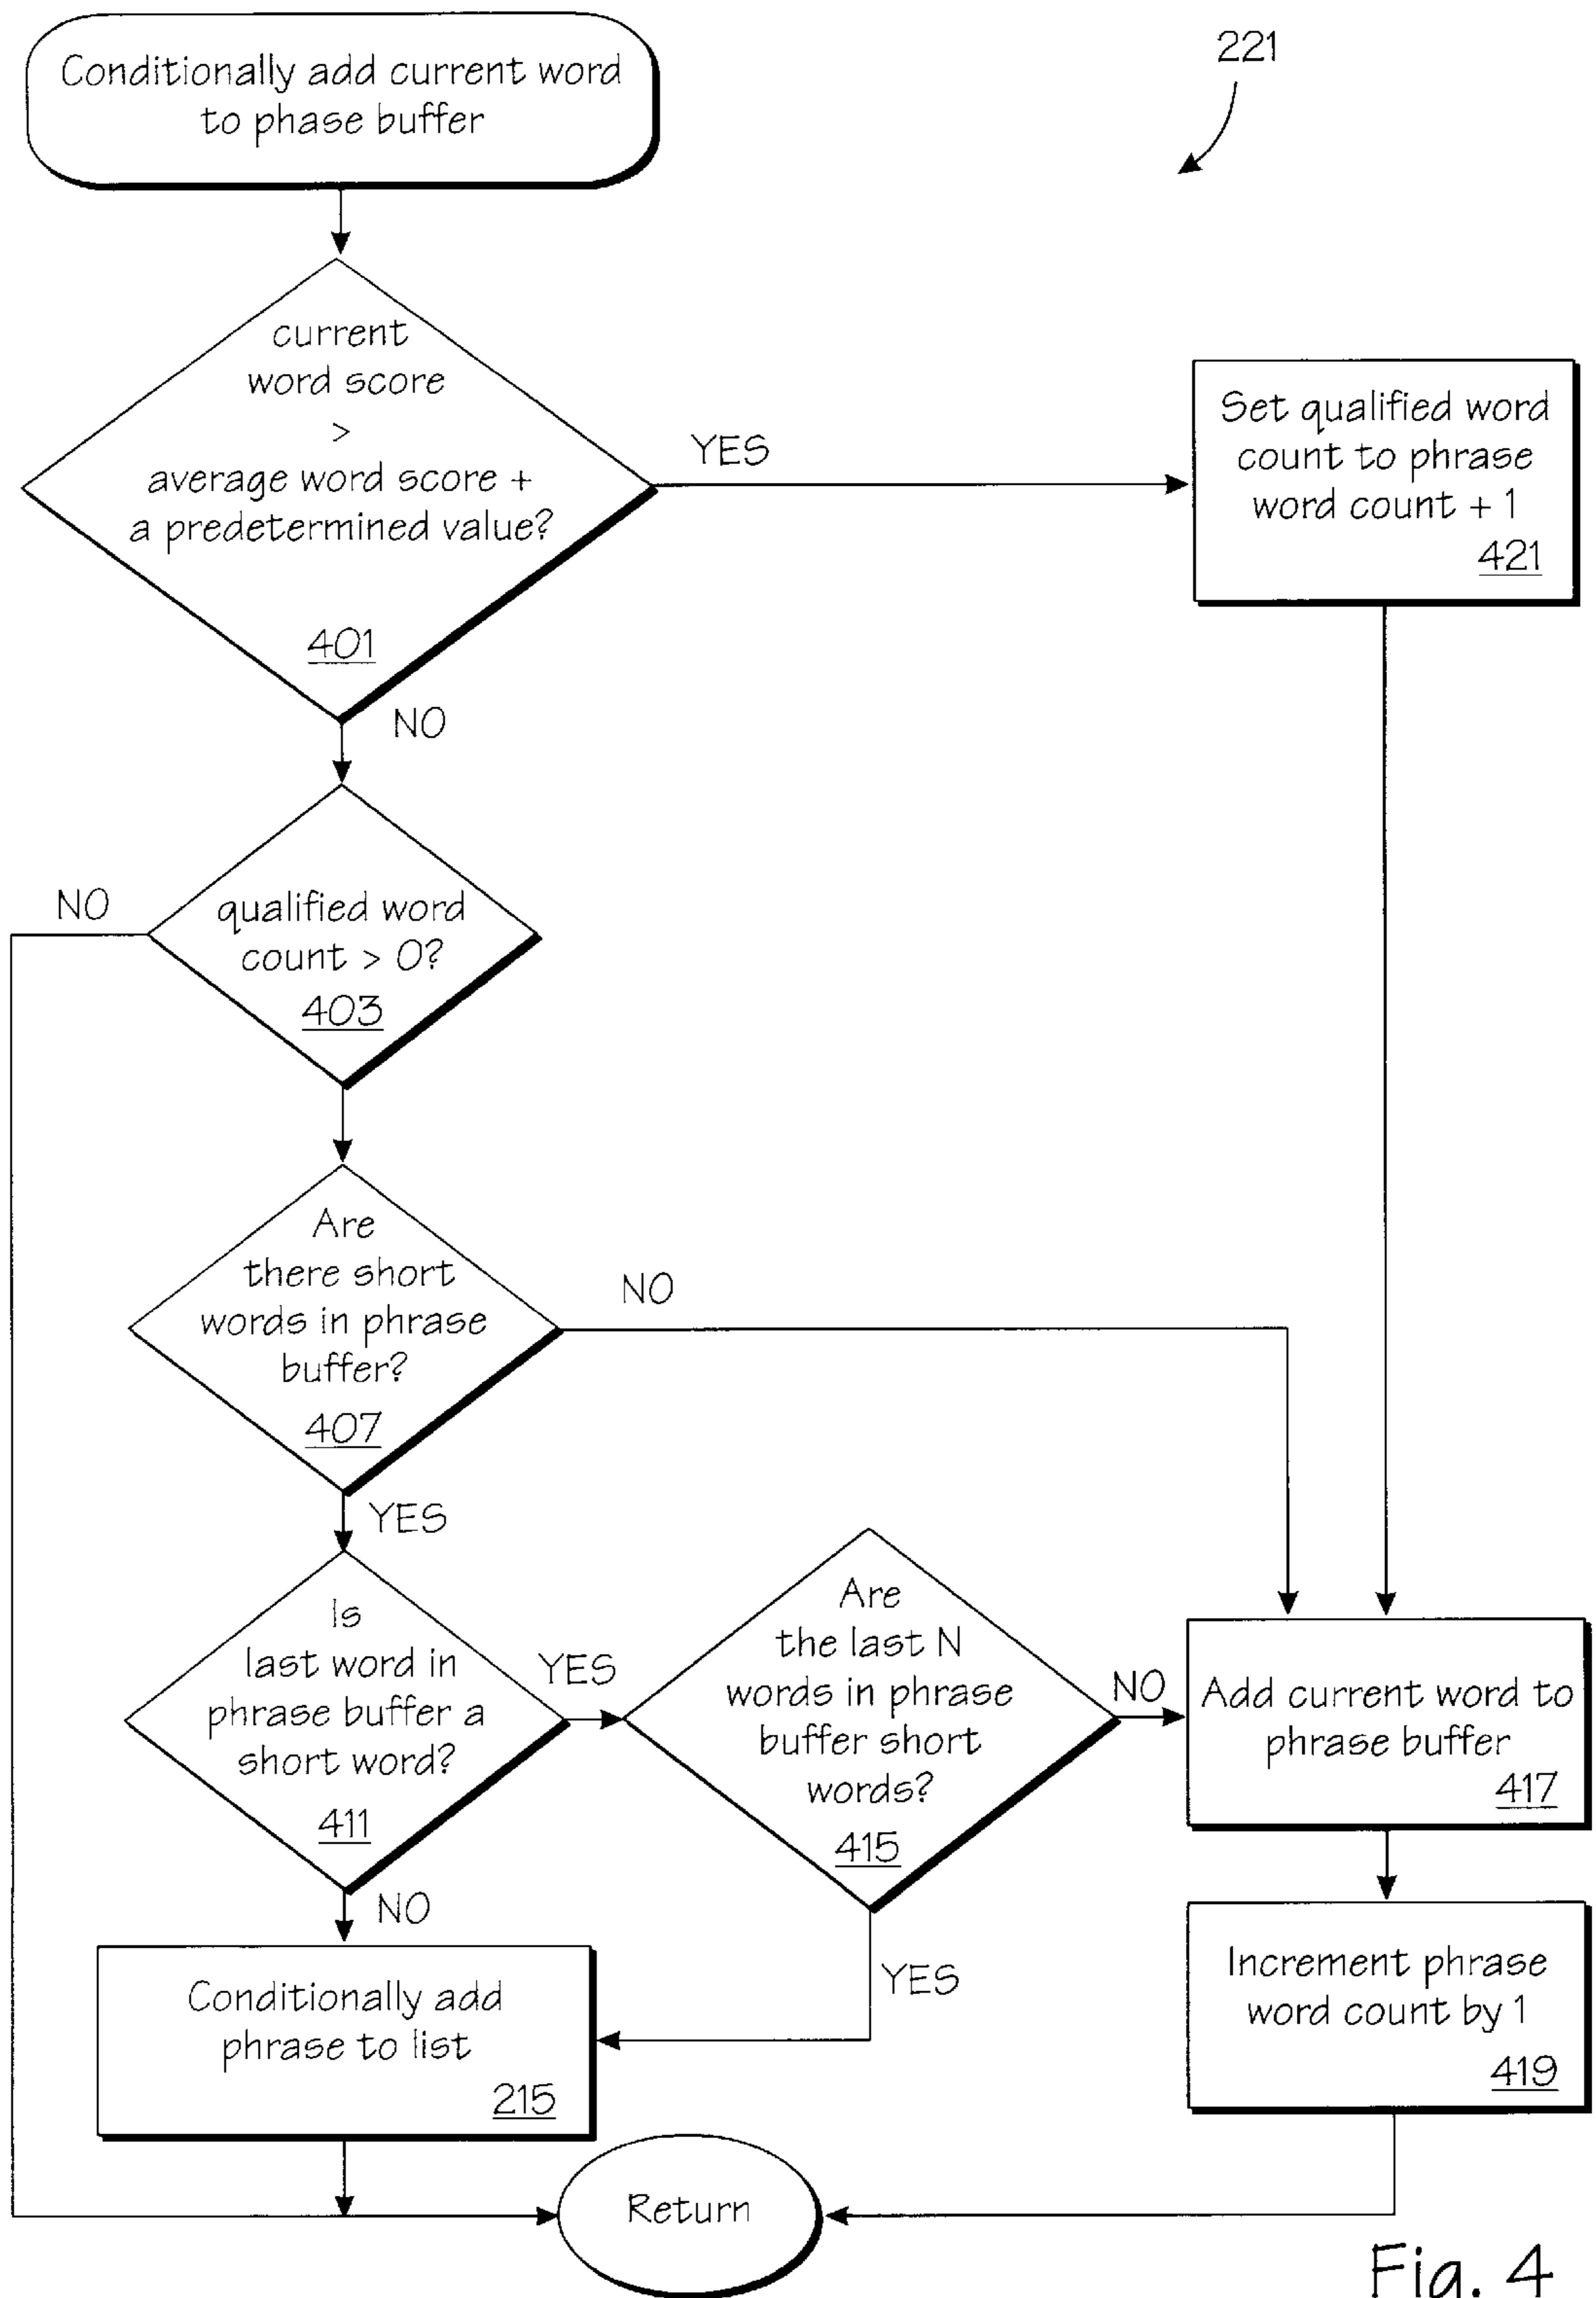 Conditionally add current word
to phase buffer
221
current
word score
>
average word score +
a predetermined value?
401
YES
Set qualified word
count to phrase
word count + 1
421
NO
NO
qualified word
count > 0?
403
Are
there short
words in phrase
buffer?
407
NO
YES
Is
last word in
phrase buffer a
short word?
411
YES
Are
the last N
words in phrase
buffer short
words?
415
NO
Add current word to
phrase buffer
417
NO
YES
Conditionally add
phrase to list
215
Increment phrase
word count by 1
419
Return
Fig. 4